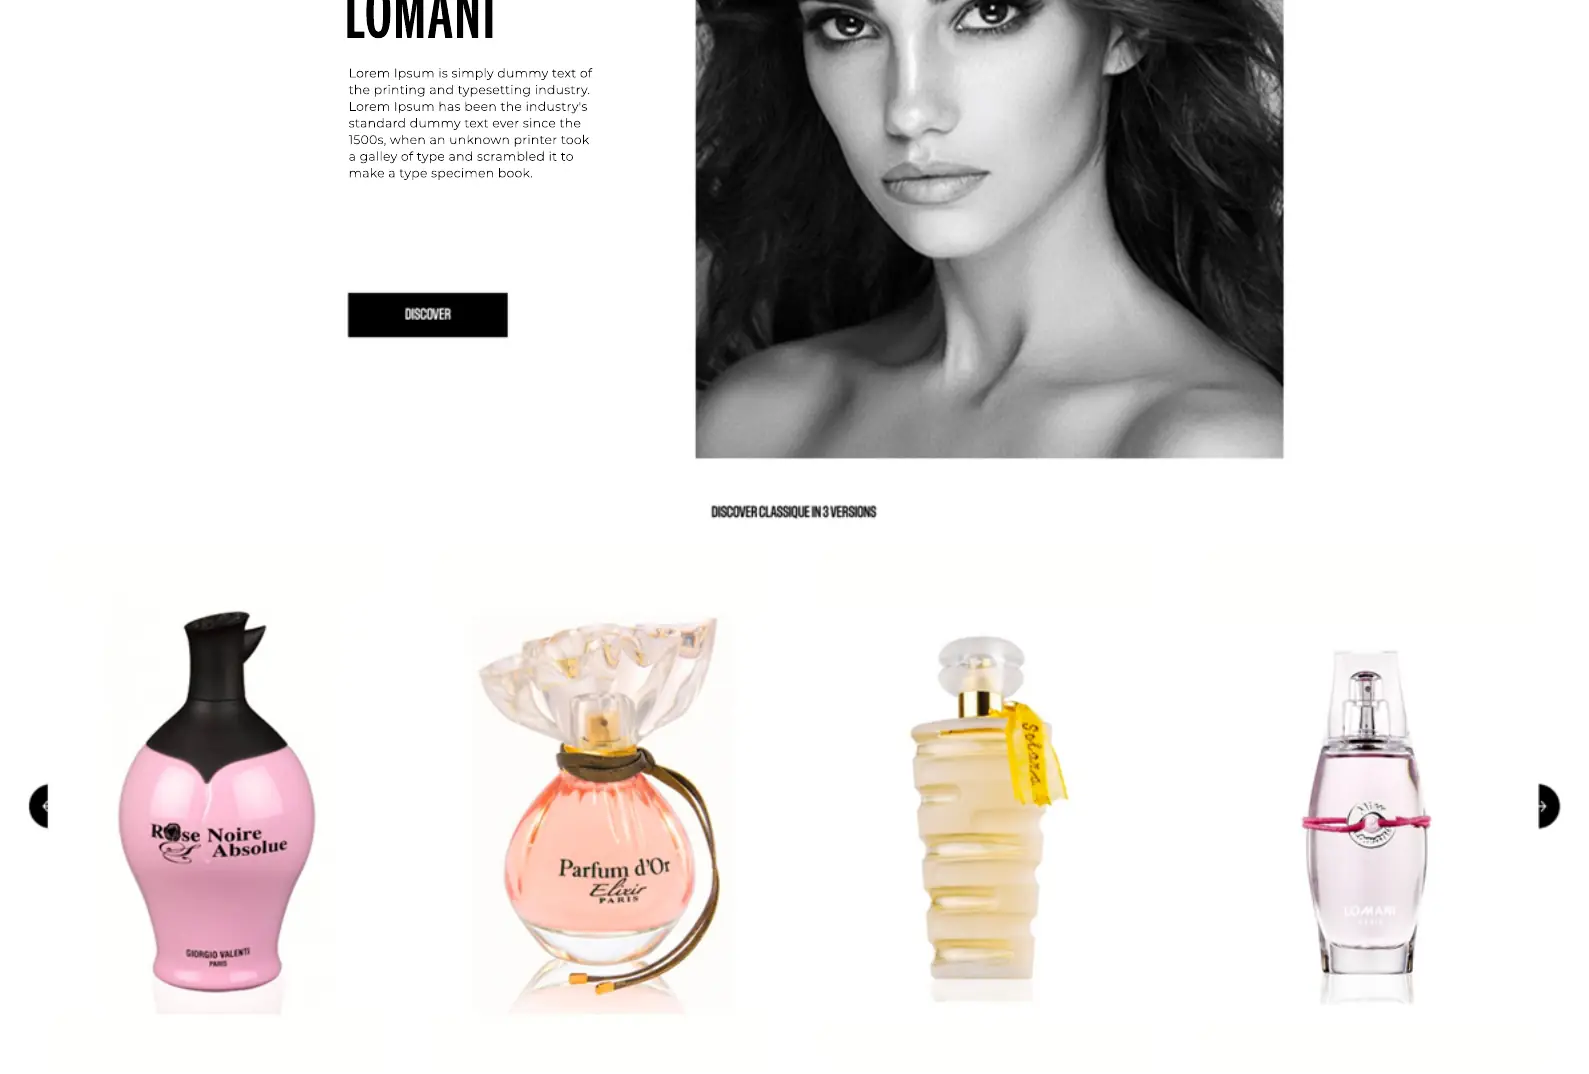 LOMANI
Lorem Ipsum is simply dummy text of
the printing and typesetting industry.
Lorem Ipsum has been the industry's
standard dummy text ever since the
1500s, when an unknown printer took
a galley of type and scrambled it to
make a type specimen book.
DISCOVER
DISCOVER CLASSIQUE IN 3 VERSIONS
Rose Noire
Absolue
GIORGIO VALENTI
PARIS
Parfum d'Or
Elixir
PARIS
Solara
LOMANI
PARIS